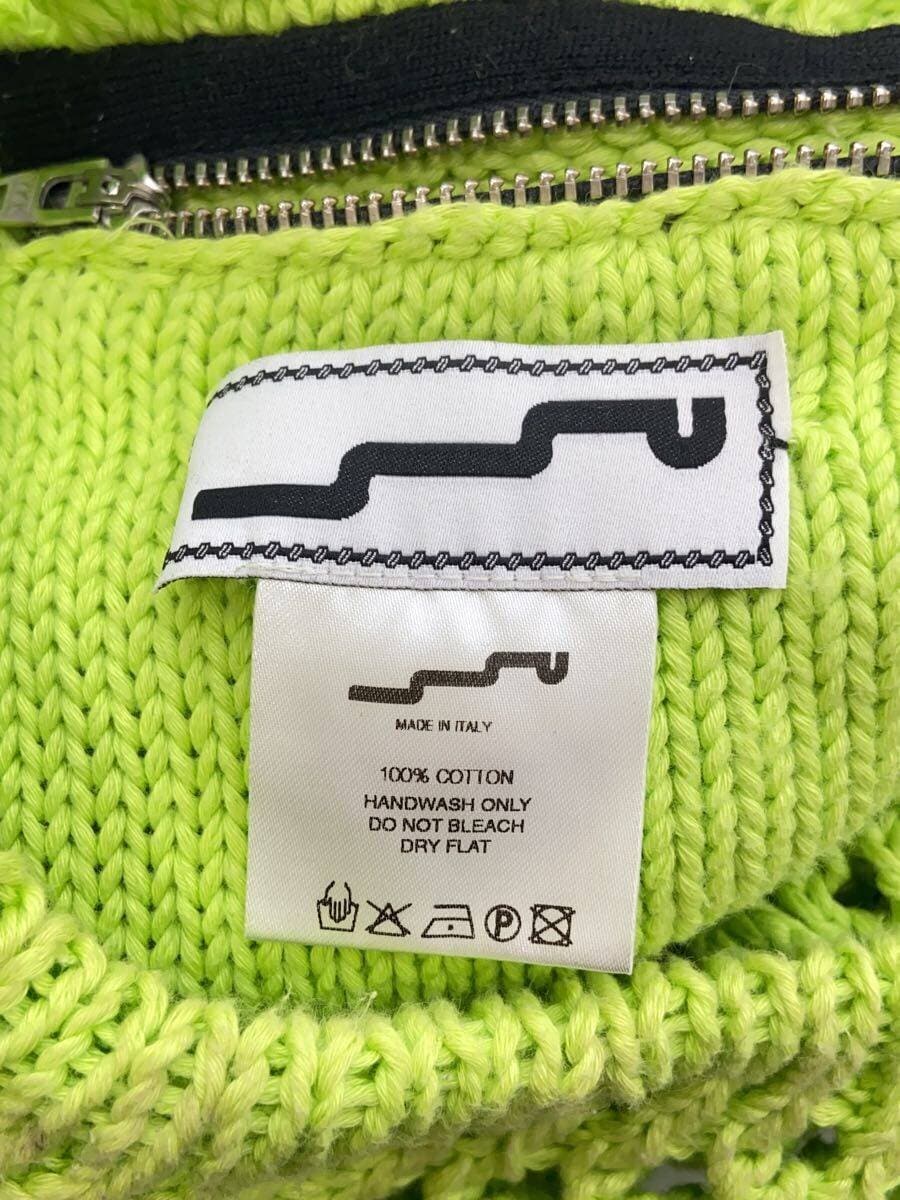 MADE IN ITALY
100% COTTON
HANDWASH ONLY
DO NOT BLEACH
DRY FLAT
P